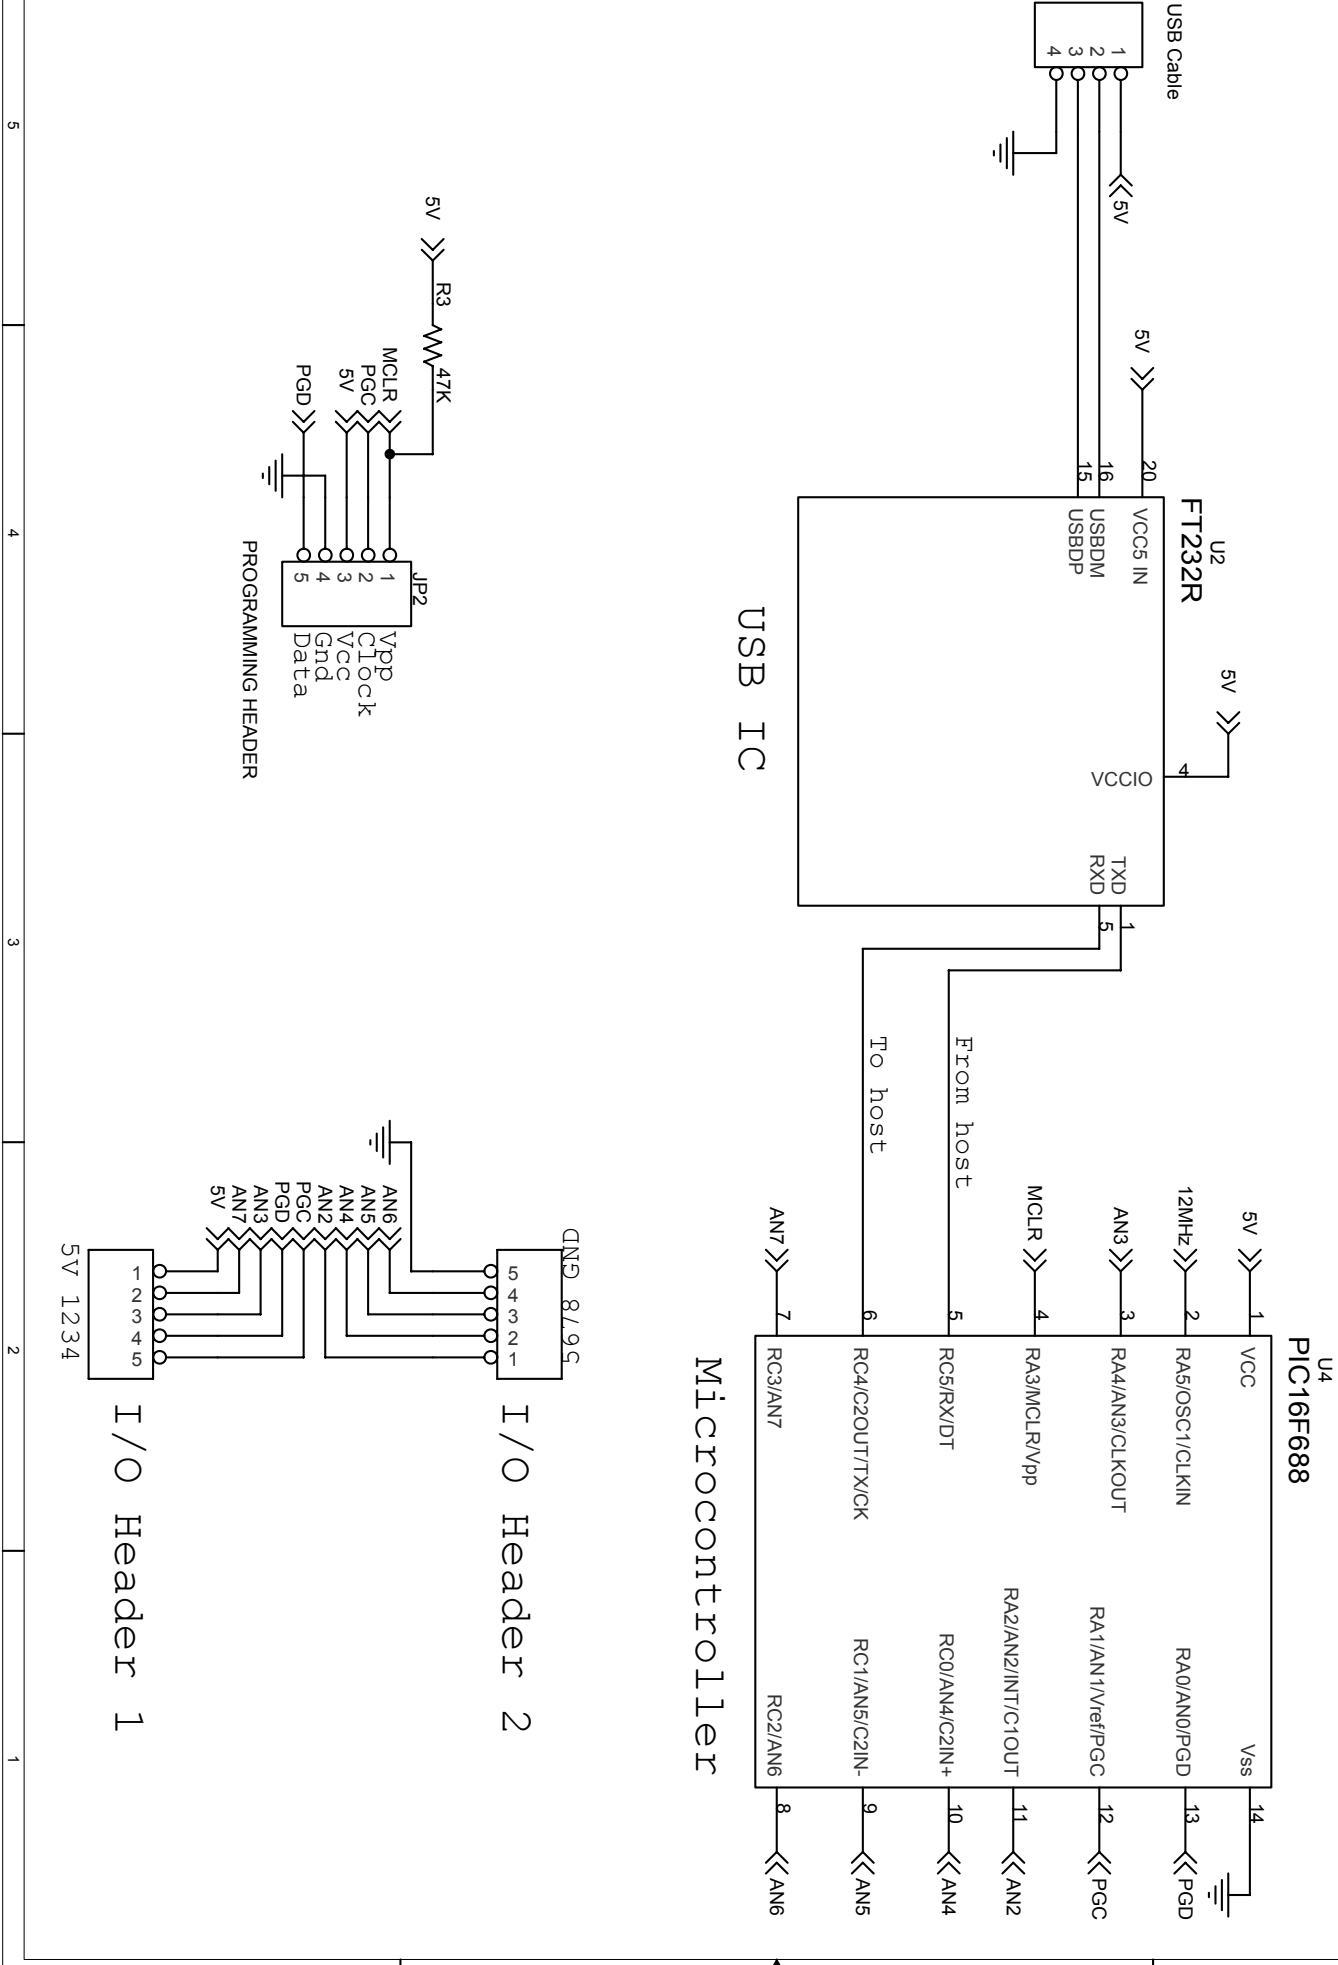 USB Cable
1
2
3
4
5V
5V
20
16
15
U2
FT232R
VCC5 IN
USBDM
USBDP
5V
4
VCCIO
TXD
RXD
1
5
USB IC
From host
To host
U4
PIC16F688
5V
12MHz
AN3
MCLR
AN7
1
2
3
4
5
6
7
VCC
RA5/OSC1/CLKIN
RA4/AN3/CLKOUT
RA3/MCLR/Vpp
RC5/RX/DT
RC4/C2OUT/TX/CK
RC3/AN7
Vss
RA0/AN0/PGD
RA1/AN1/Vref/PGC
RA2/AN2/INT/C1OUT
RC0/AN4/C2IN+
RC1/AN5/C2IN-
RC2/AN6
14
13
12
11
10
9
8
PGD
PGC
AN2
AN4
AN5
AN6
Microcontroller
5V
R3
47K
MCLR
PGC
5V
PGD
JP2
1
2
3
4
5
Vpp
Clock
Vcc
Gnd
Data
PROGRAMMING HEADER
GND 8765
5
4
3
2
1
I/O Header 2
AN6
AN5
AN4
AN2
PGC
PGD
AN3
AN7
5V
1
2
3
4
5
5V 1234
I/O Header 1
5
4
3
2
1